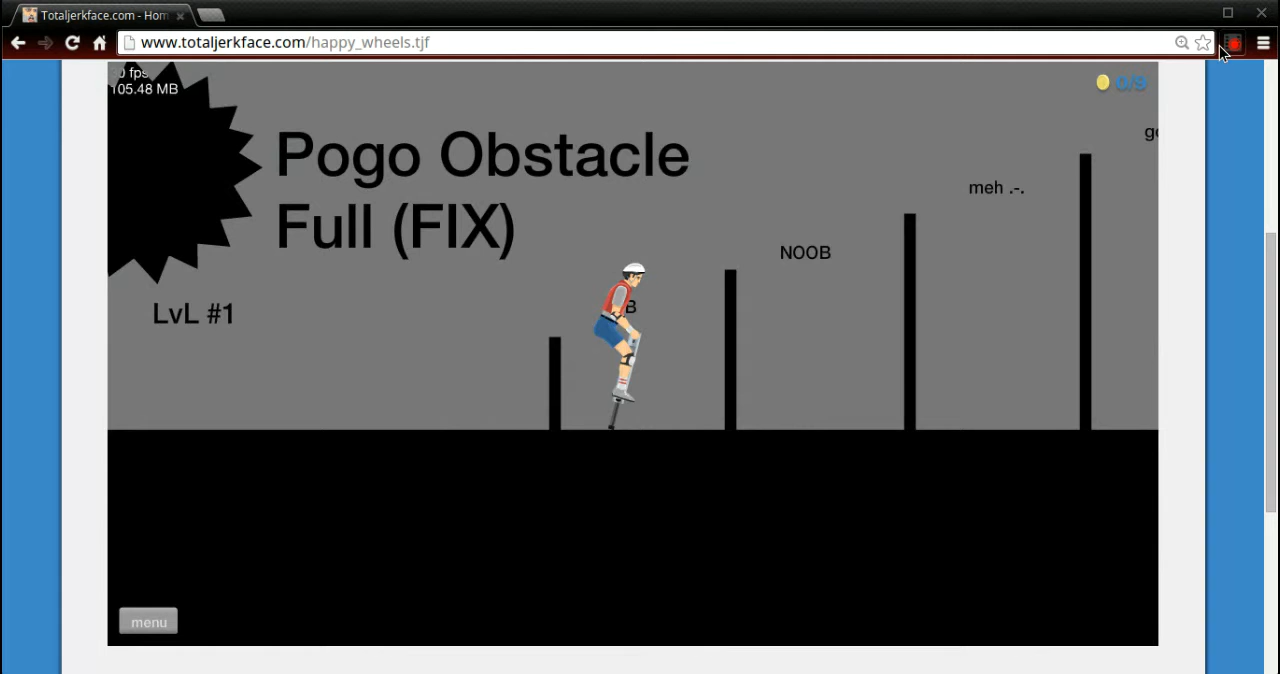 Totaljerkface.com - Hom
www.totaljerkface.com/happy_wheels.tjf
fps
105.48 MB
0/9
Pogo Obstacle
Full (FIX)
meh .-.
NOOB
B
LvL #1
menu